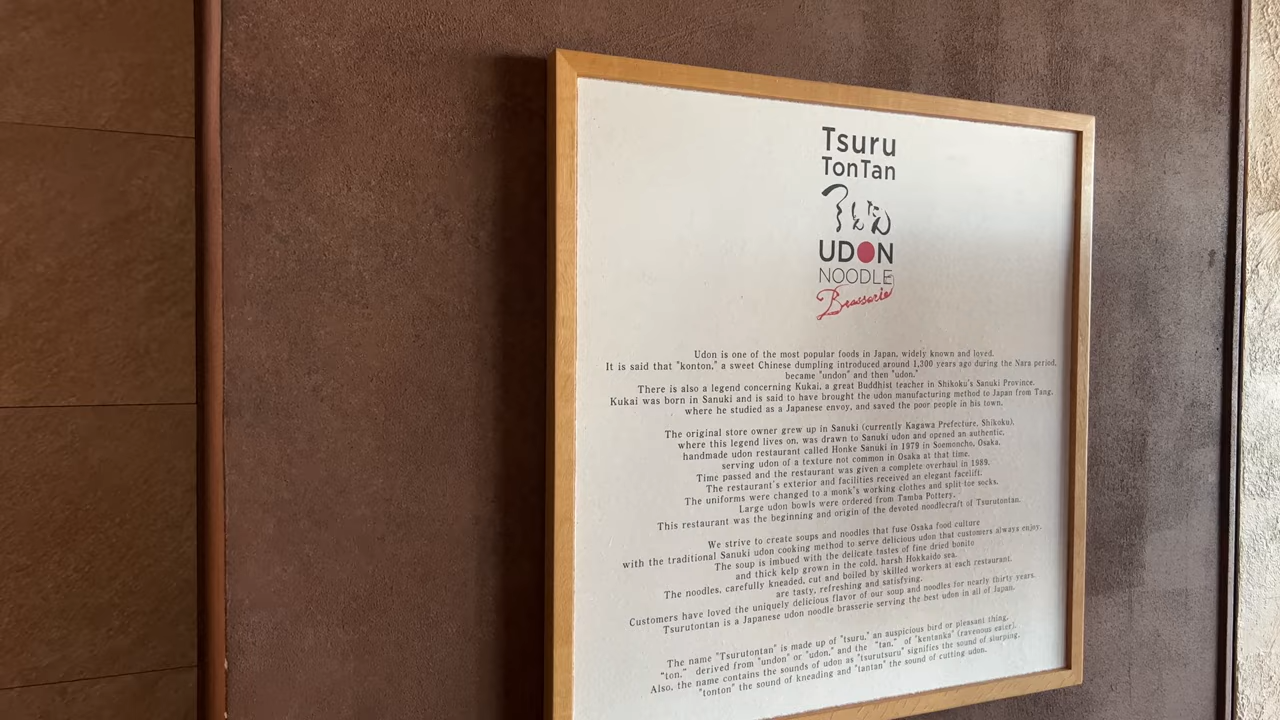 Tsuru
TonTan
つるとんたん
UDON
NOODLE
Brasserie
Udon is one of the most popular foods in Japan, widely known and loved.
It is said that "konton," a sweet Chinese dumpling introduced around 1,300 years ago during the Nara period,
became "undon" and then "udon."
There is also a legend concerning Kukai, a great Buddhist teacher in Shikoku's Sanuki Province.
Kukai was born in Sanuki and is said to have brought the udon manufacturing method to Japan from Tang,
where he studied as a Japanese envoy, and saved the poor people in his town.
The original store owner grew up in Sanuki (currently Kagawa Prefecture, Shikoku),
where this legend lives on, was drawn to Sanuki udon and opened an authentic,
handmade udon restaurant called Honke Sanuki in 1979 in Soemoncho, Osaka,
serving udon of a texture not common in Osaka at that time.
Time passed and the restaurant was given a complete overhaul in 1989.
The restaurant's exterior and facilities received an elegant facelift.
The uniforms were changed to a monk's working clothes and split toe socks.
Large udon bowls were ordered from Tamba Pottery.
This restaurant was the beginning and origin of the devoted noodlecraft of Tsurutontan.
We strive to create soups and noodles that fuse Osaka food culture
with the traditional Sanuki udon cooking method to serve delicious udon that customers always enjoy.
The soup is imbued with the delicate tastes of fine dried bonito
and thick kelp grown in the cold, harsh Hokkaido sea.
The noodles, carefully kneaded, cut and boiled by skilled workers at each restaurant,
are tasty, refreshing and satisfying.
Customers have loved the uniquely delicious flavor of our soup and noodles for nearly thirty years.
Tsurutontan is a Japanese udon noodle brasserie serving the best udon in all of Japan.
The name "Tsurutontan" is made up of "tsuru," an auspicious bird or pleasant thing,
"ton," derived from "undon" or "udon," and the "tan," of "kentanka" (ravenous eater).
Also, the name contains the sounds of udon as "tsurutsuru" signifies the sound of slurping,
"tonton" the sound of kneading and "tantan" the sound of cutting udon.